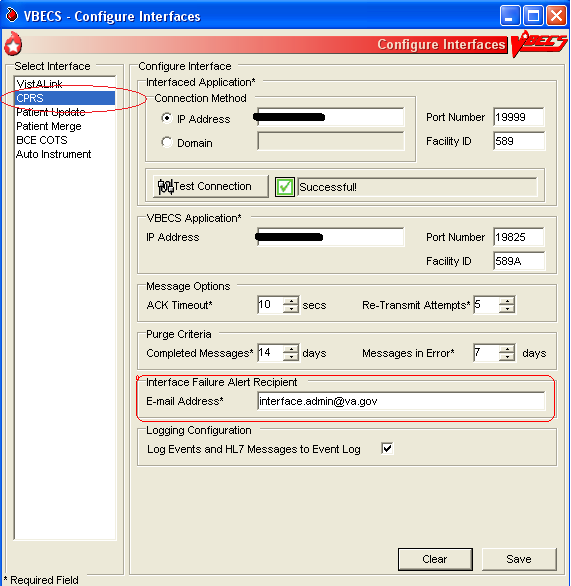 VBECS - Configure Interfaces
Configure Interfaces VBECS
Select Interface
VistALink
CPRS
Patient Update
Patient Merge
BCE COTS
Auto Instrument
Configure Interface
Interfaced Application*
Connection Method
IP Address
Domain
Port Number 19999
Facility ID 589
Test Connection Successful!
VBECS Application*
IP Address Port Number 19825
Facility ID 589A
Message Options
ACK Timeout* 10 secs Re-Transmit Attempts* 5
Purge Criteria
Completed Messages* 14 days Messages in Error* 7 days
Interface Failure Alert Recipient
E-mail Address* interface.admin@va.gov
Logging Configuration
Log Events and HL7 Messages to Event Log
Clear Save
* Required Field